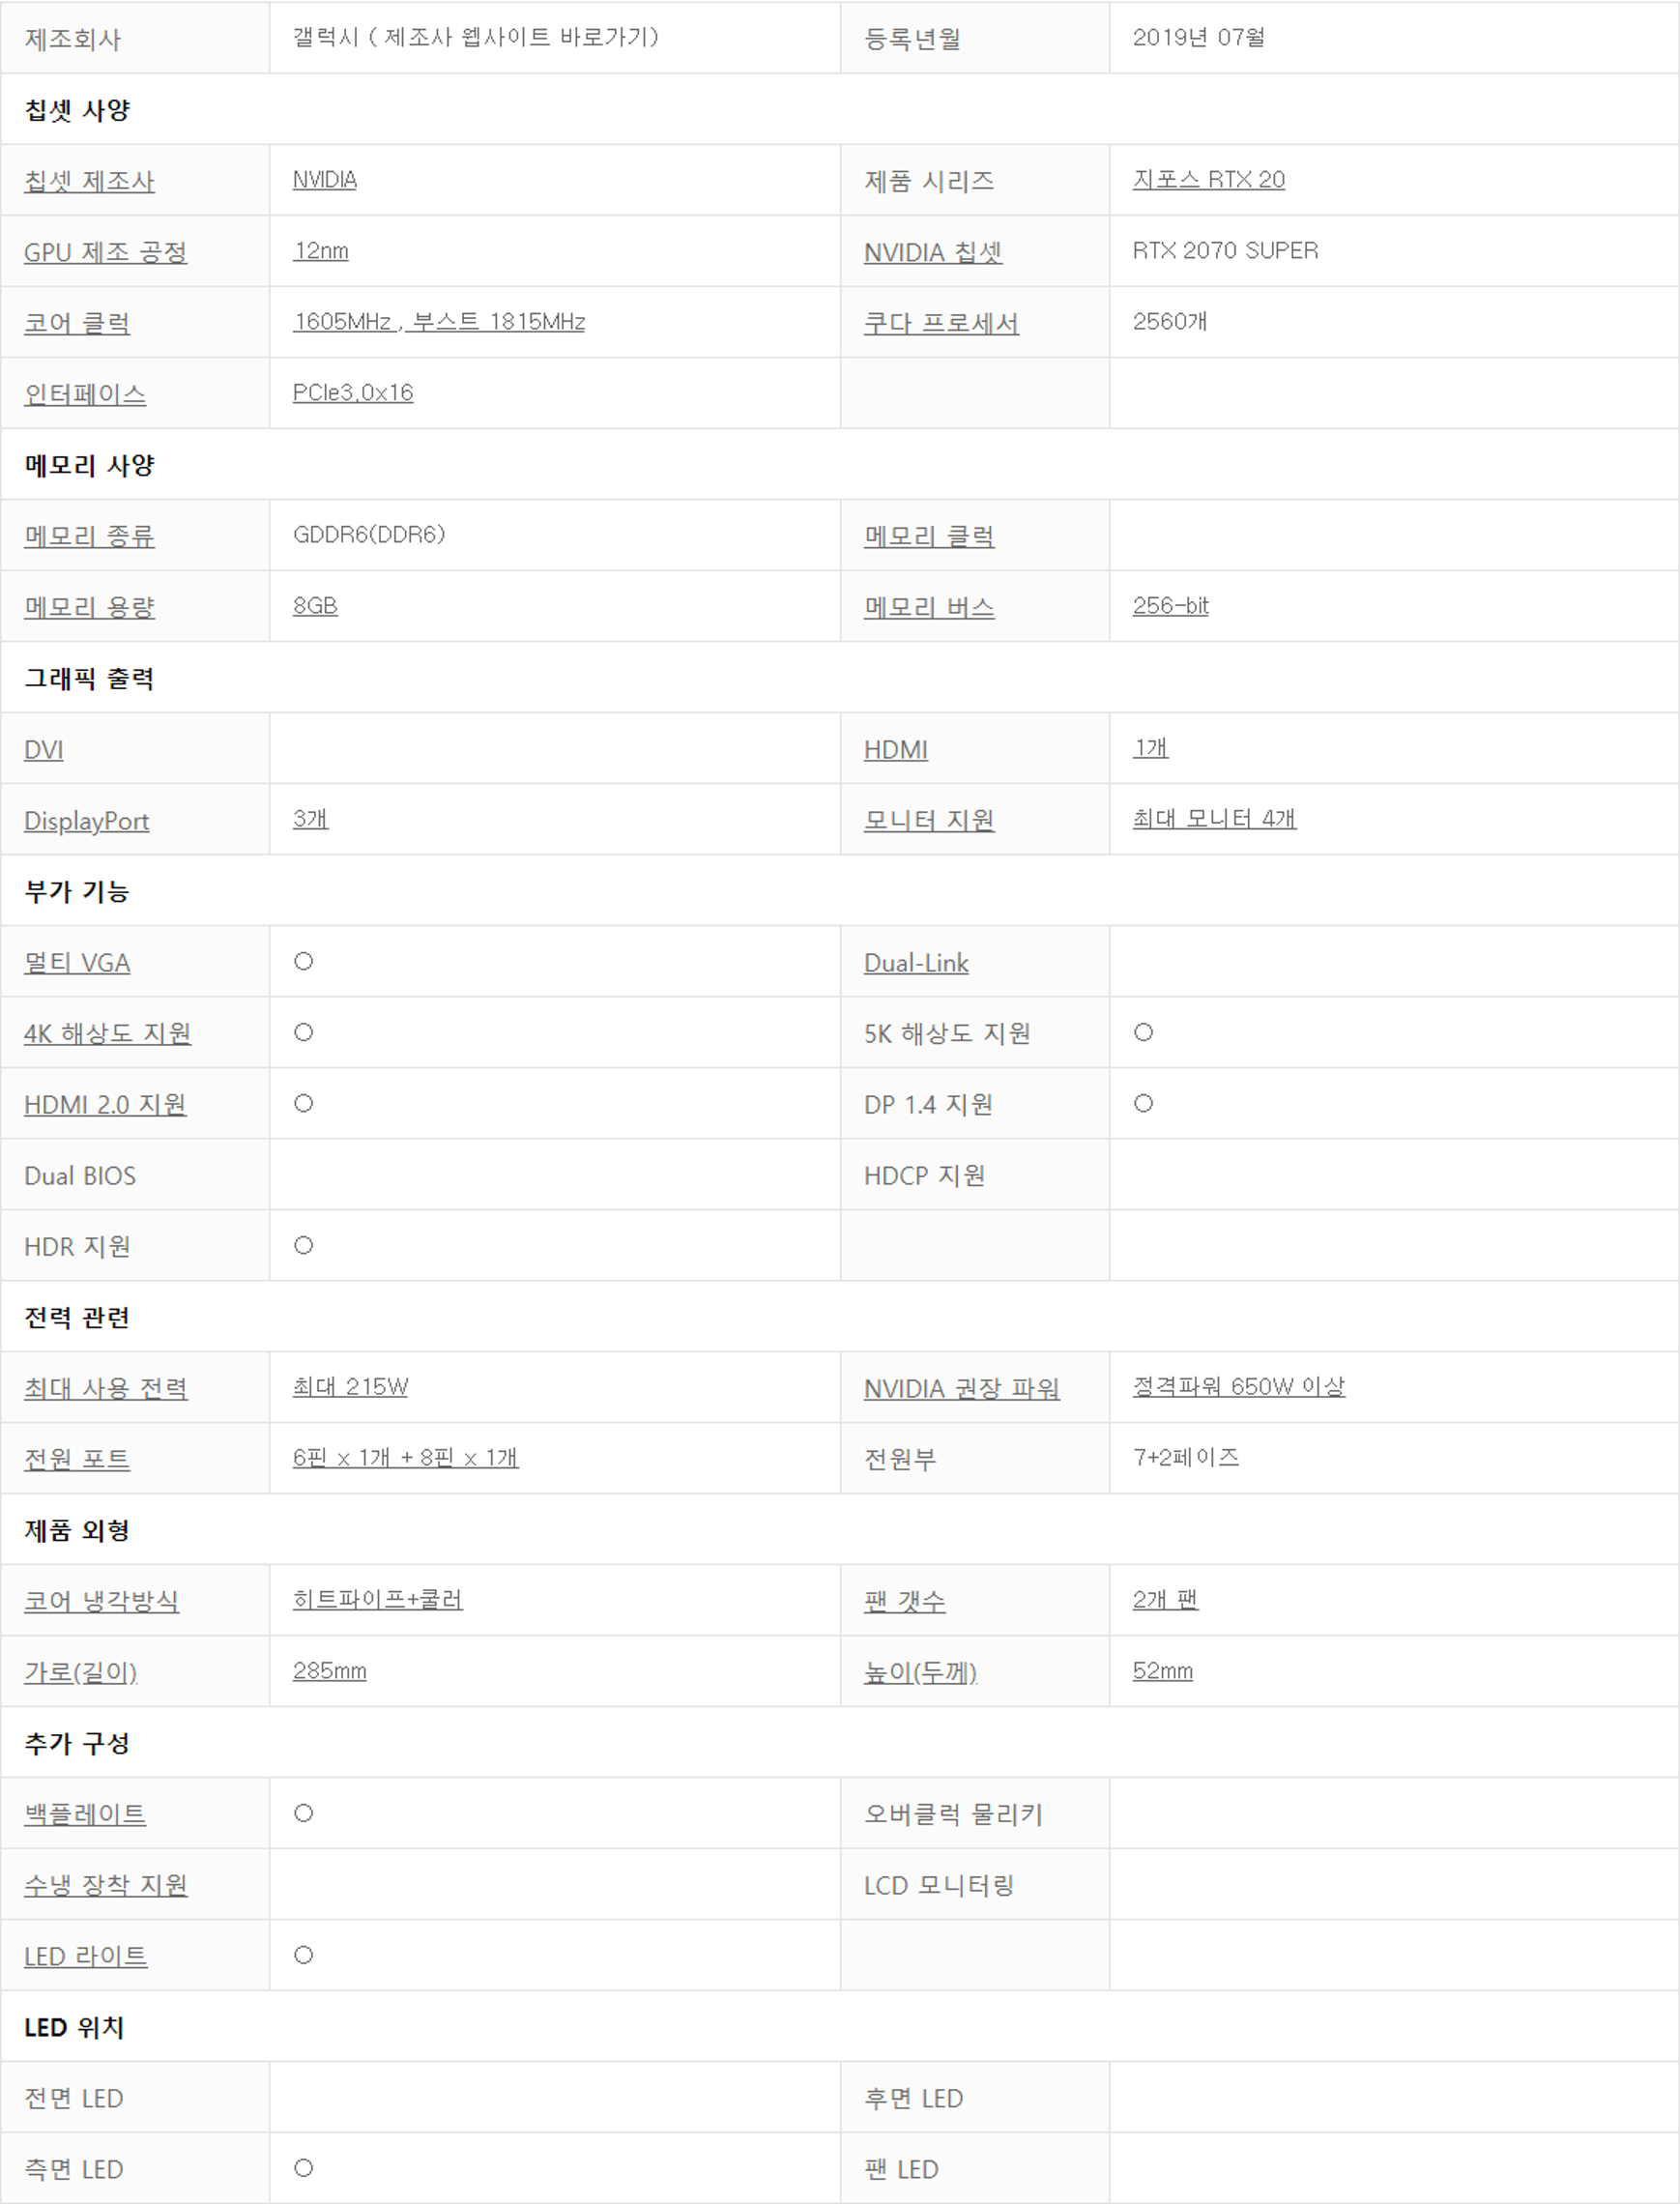 제조회사 갤럭시 ( 제조사 웹사이트 바로가기) 등록년월 2019년 07월
칩셋 사양
칩셋 제조사 NVIDIA 제품 시리즈 지포스 RTX 20
GPU 제조 공정 12nm NVIDIA 칩셋 RTX 2070 SUPER
코어 클럭 1605MHz , 부스트 1815MHz 쿠다 프로세서 2560개
인터페이스 PCIe3.0x16
메모리 사양
메모리 종류 GDDR6(DDR6) 메모리 클럭
메모리 용량 8GB 메모리 버스 256-bit
그래픽 출력
DVI HDMI 1개
DisplayPort 3개 모니터 지원 최대 모니터 4개
부가 기능
멀티 VGA ○ Dual-Link
4K 해상도 지원 ○ 5K 해상도 지원 ○
HDMI 2.0 지원 ○ DP 1.4 지원 ○
Dual BIOS HDCP 지원
HDR 지원 ○
전력 관련
최대 사용 전력 최대 215W NVIDIA 권장 파워 정격파워 650W 이상
전원 포트 6핀 x 1개 + 8핀 x 1개 전원부 7+2페이즈
제품 외형
코어 냉각방식 히트파이프+쿨러 팬 갯수 2개 팬
가로(길이) 285mm 높이(두께) 52mm
추가 구성
백플레이트 ○ 오버클럭 물리키
수냉 장착 지원 LCD 모니터링
LED 라이트 ○
LED 위치
전면 LED 후면 LED
측면 LED ○ 팬 LED